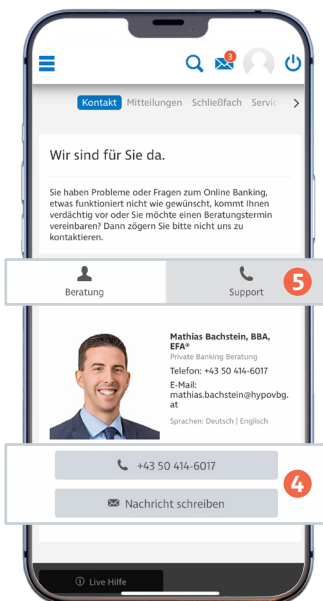 3
Kontakt Mitteilungen Schließfach Servic
Wir sind für Sie da.
Sie haben Probleme oder Fragen zum Online Banking,
etwas funktioniert nicht wie gewünscht, kommt Ihnen
verdächtig vor oder Sie möchte einen Beratungstermin
vereinbaren? Dann zögern Sie bitte nicht uns zu
kontaktieren.
Beratung Support 5
Mathias Bachstein, BBA,
EFA®
Private Banking Beratung
Telefon: +43 50 414-6017
E-Mail:
mathias.bachstein@hypovbg.
at
Sprachen: Deutsch | Englisch
+43 50 414-6017
4
Nachricht schreiben
Live Hilfe